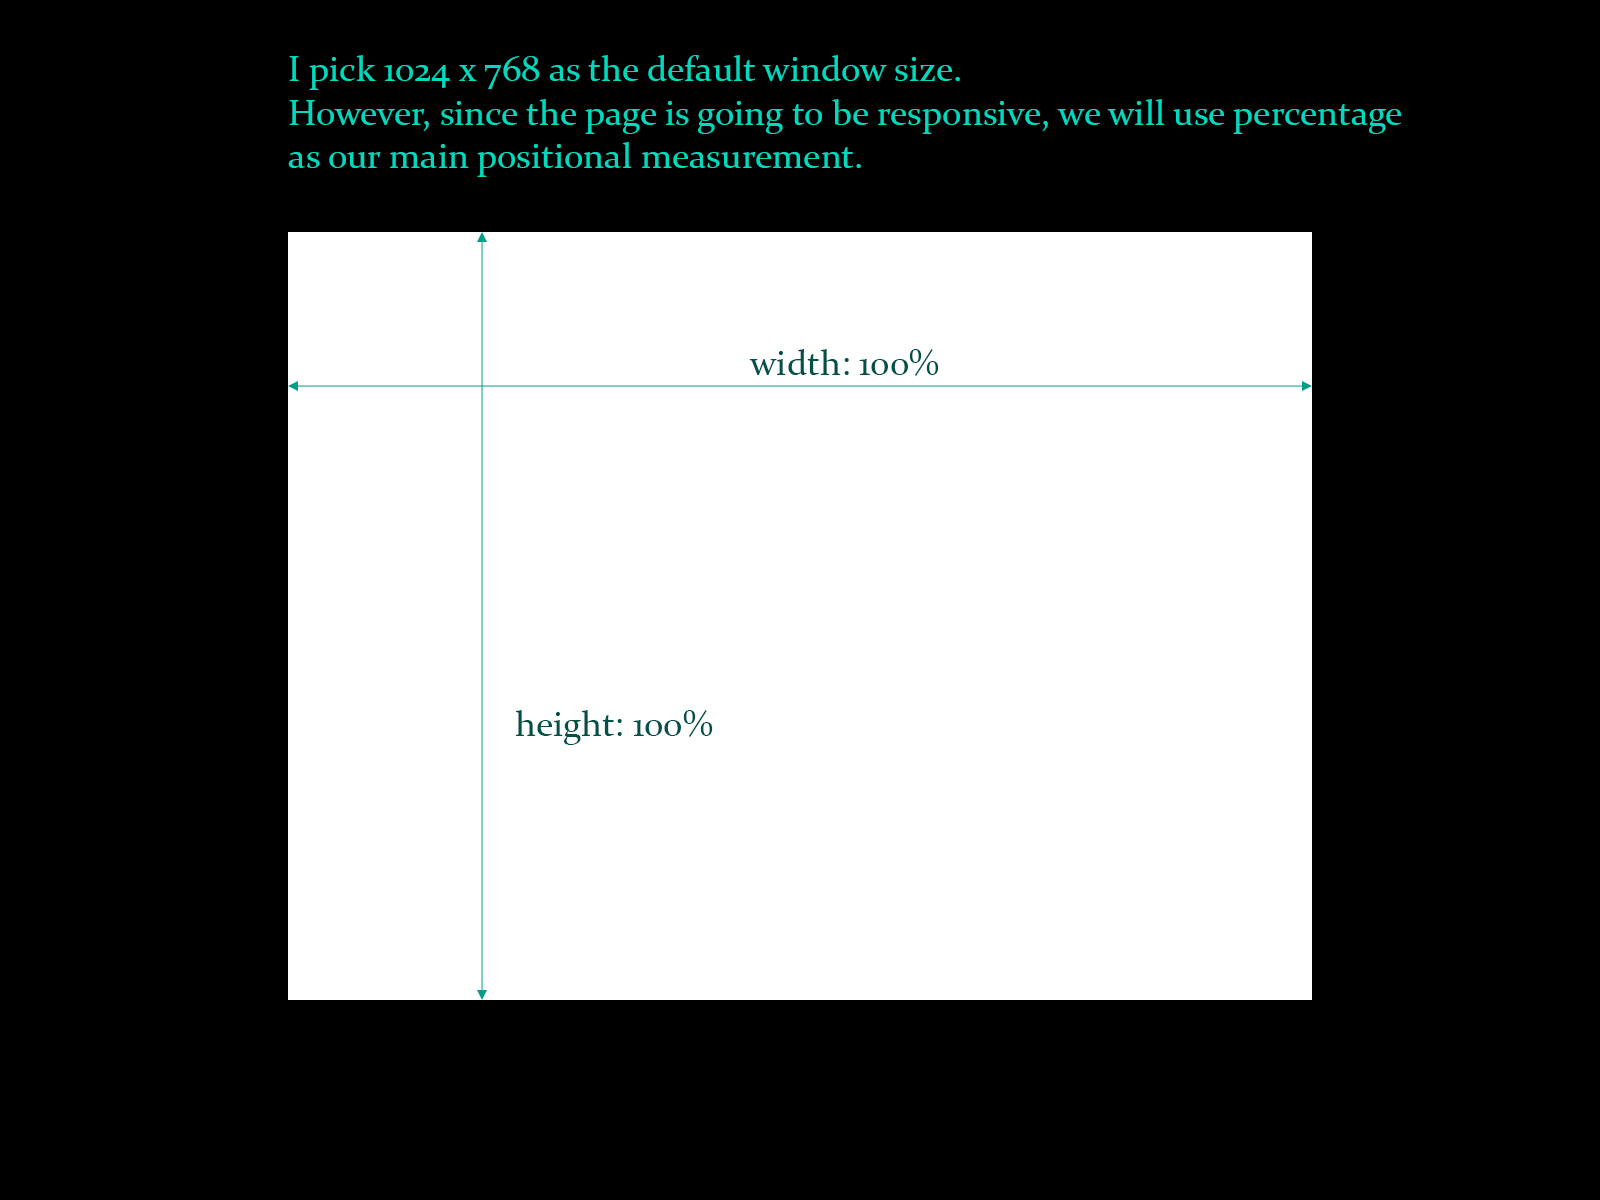 I pick 1024 x 768 as the default window size.
However, since the page is going to be responsive, we will use percentage
as our main positional measurement.
width: 100%
height: 100%